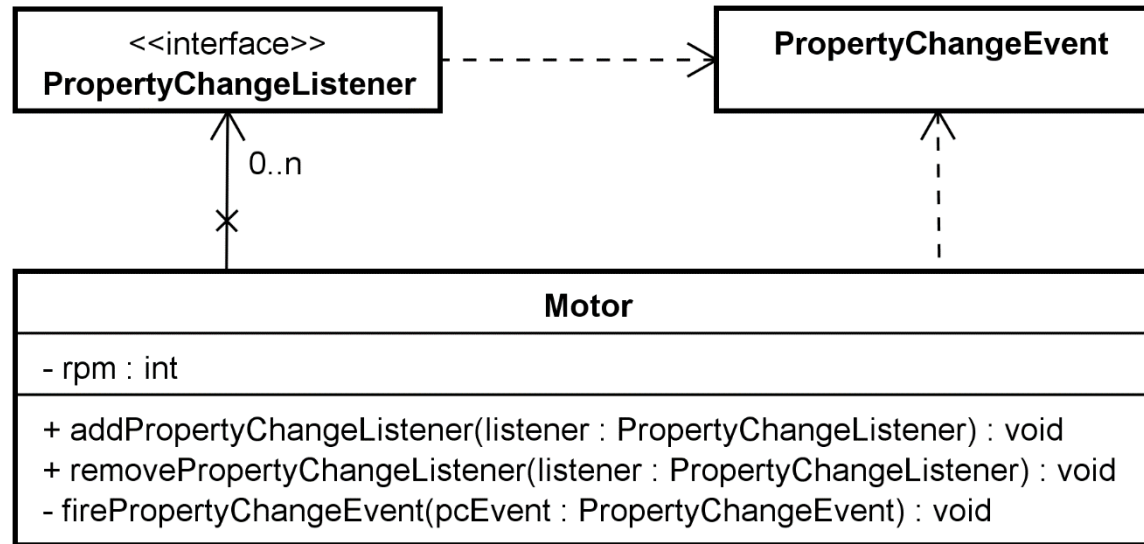 <<interface>>
PropertyChangeListener
PropertyChangeEvent
0..n
Motor
- rpm : int
+ addPropertyChangeListener(listener : PropertyChangeListener) : void
+ removePropertyChangeListener(listener : PropertyChangeListener) : void
- firePropertyChangeEvent(pcEvent : PropertyChangeEvent) : void